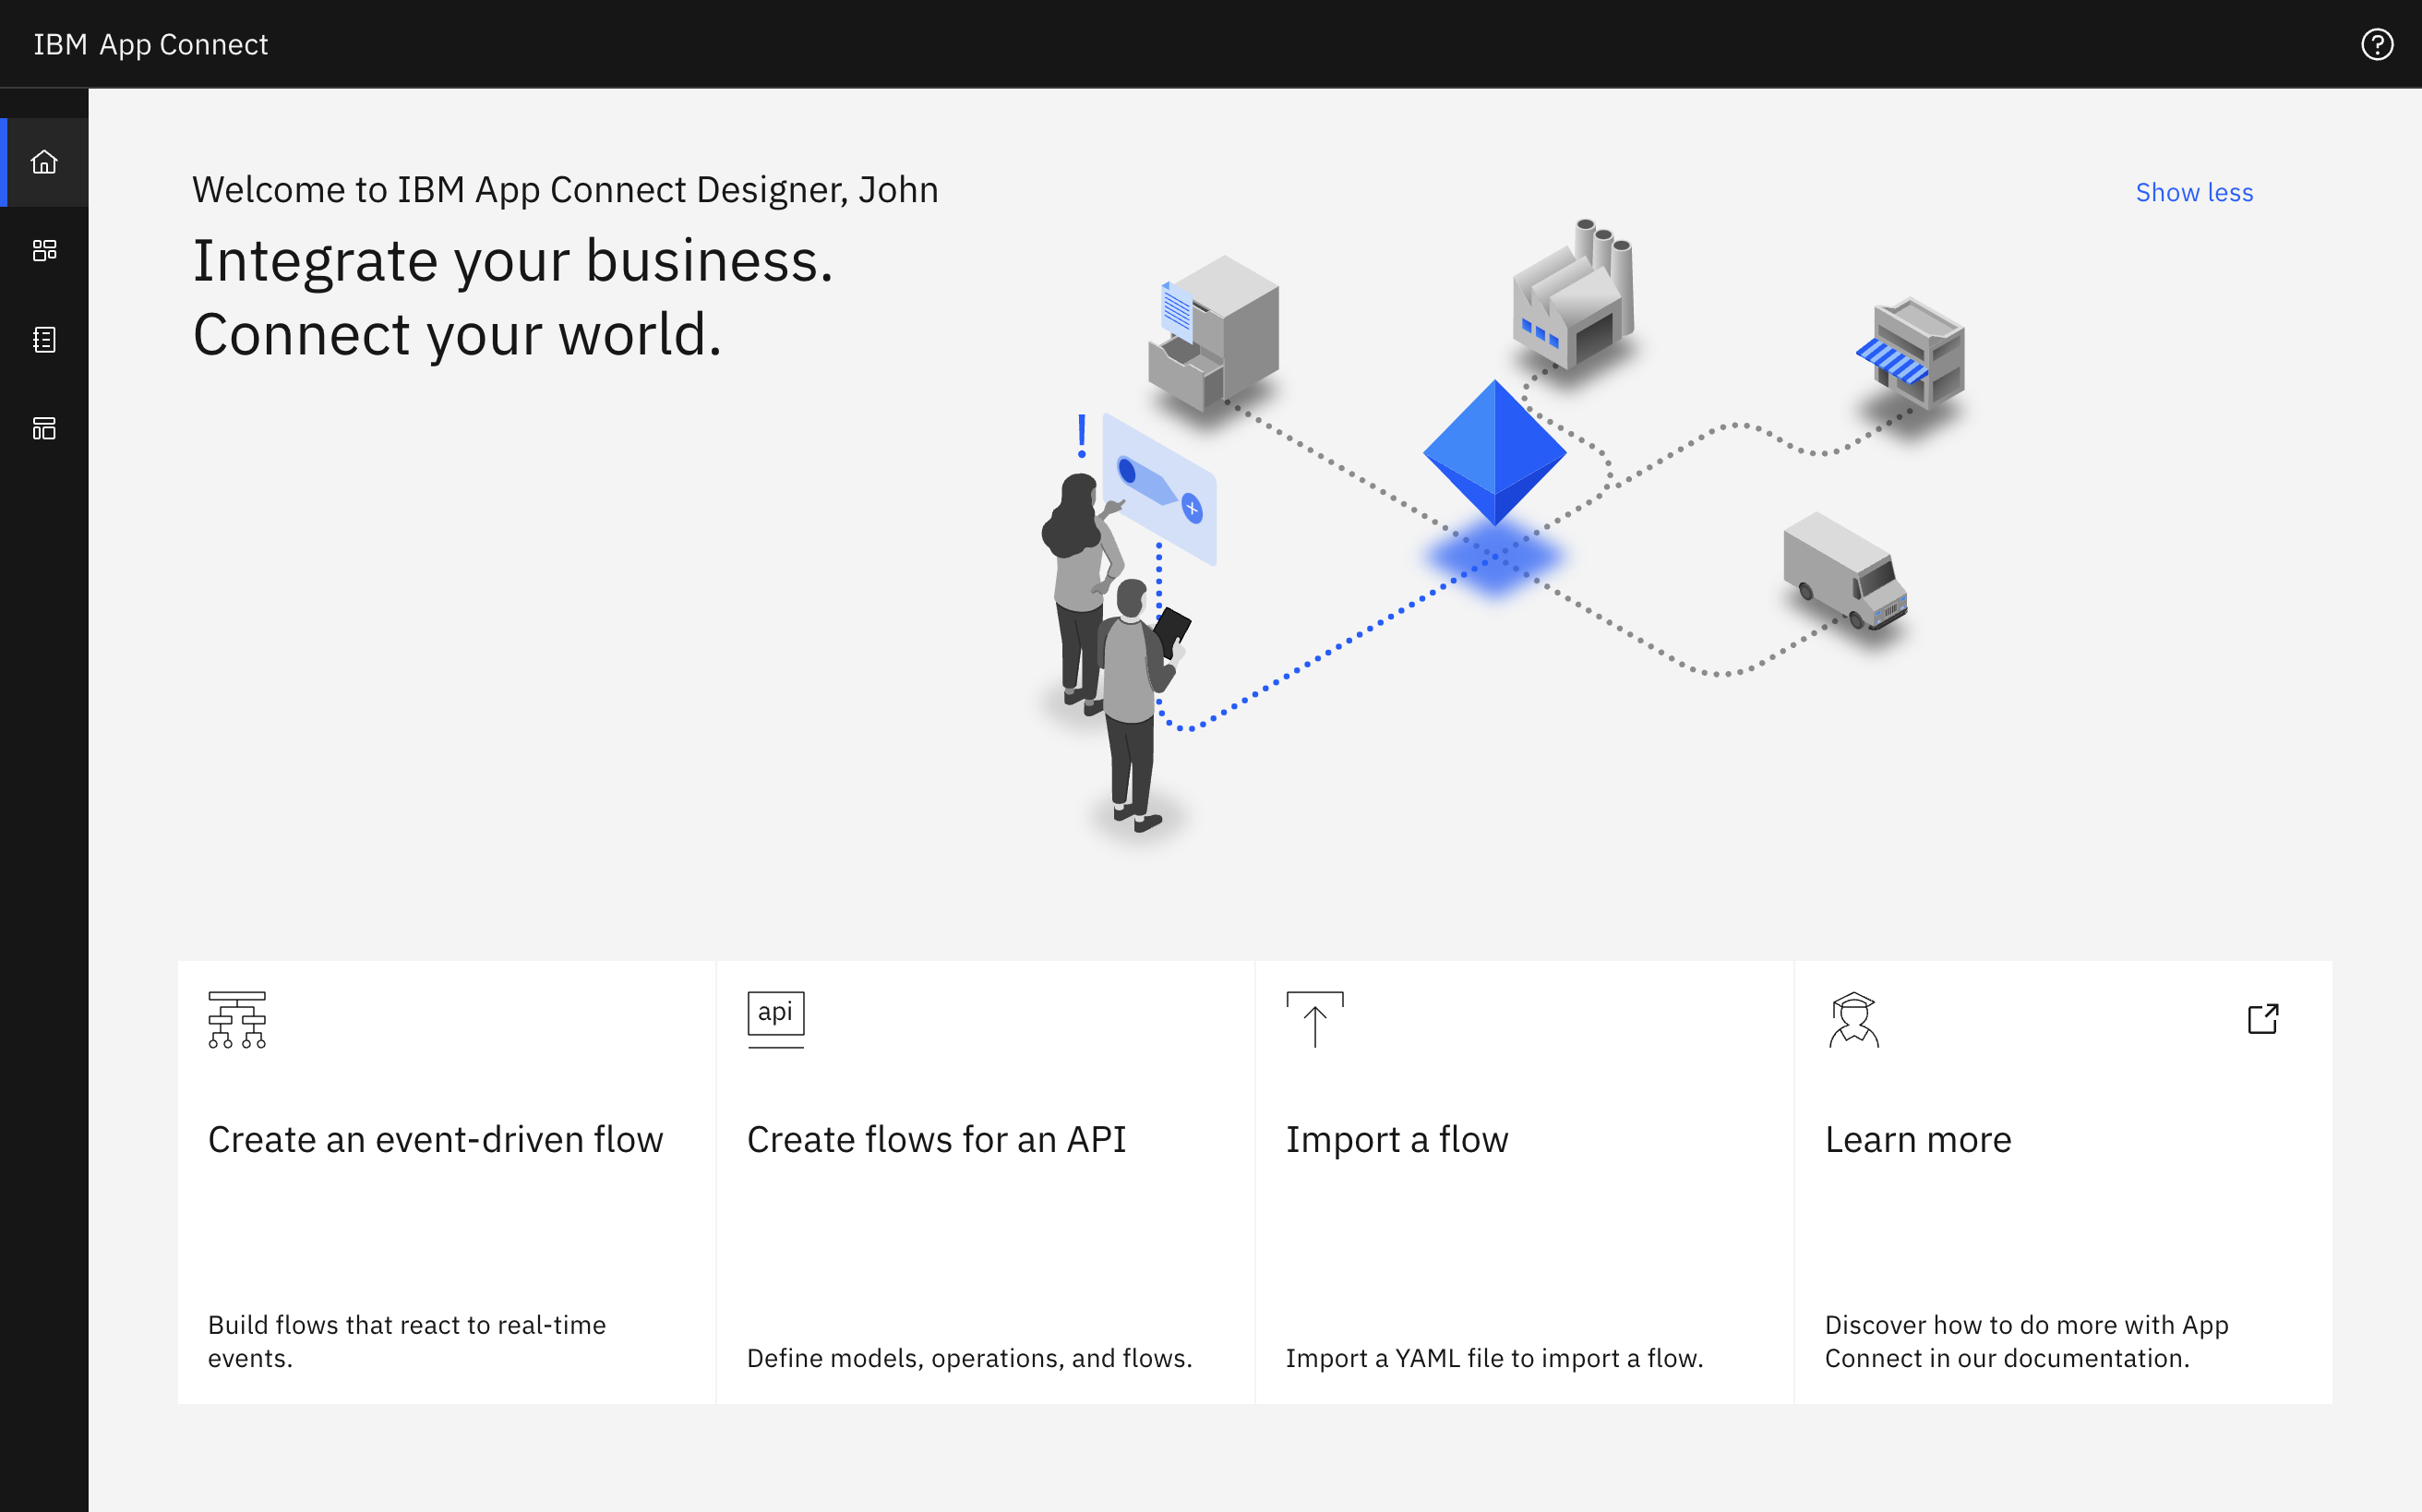 IBM App Connect
Welcome to IBM App Connect Designer, John
Show less
Integrate your business.
Connect your world.
!
api
Create an event-driven flow
Build flows that react to real-time
events.
Create flows for an API
Define models, operations, and flows.
Import a flow
Import a YAML file to import a flow.
Learn more
Discover how to do more with App
Connect in our documentation.